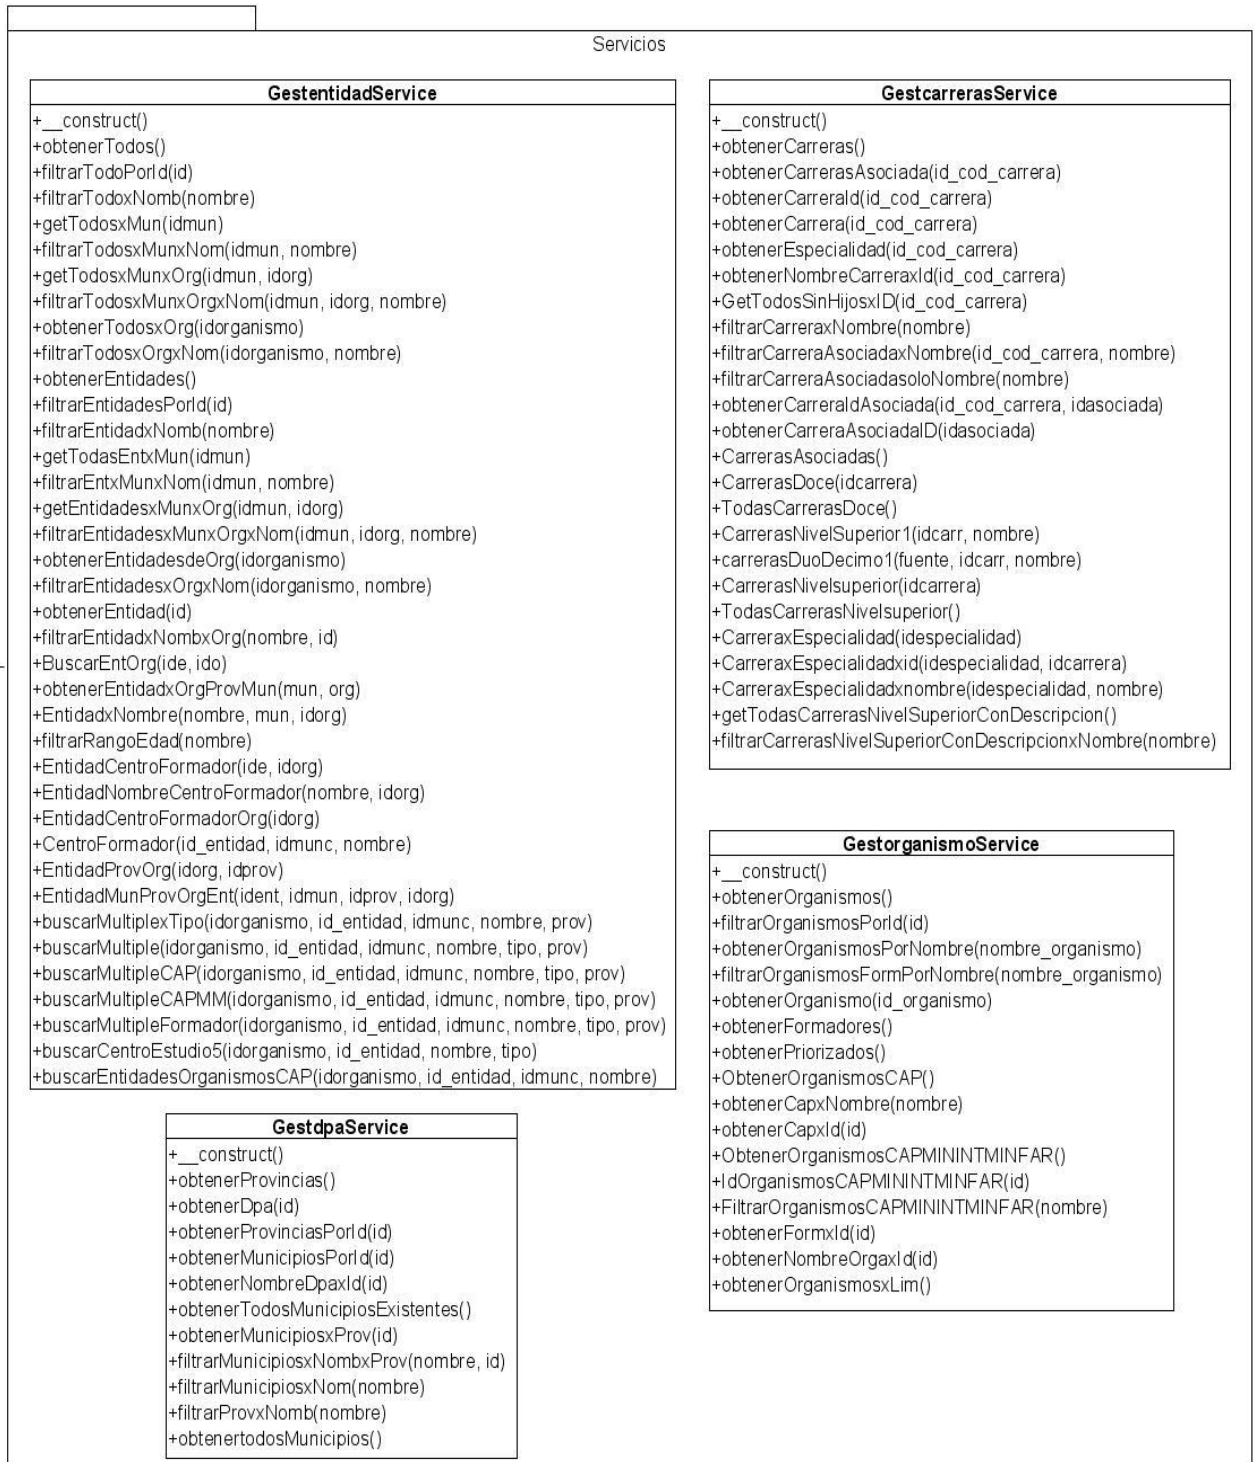 Servicios
GestentidadService
+__construct()
+obtenerTodos()
+filtrarTodoPorId(id)
+filtrarTodoxNomb(nombre)
+getTodosxMun(idmun)
+filtrarTodosxMunxNom(idmun, nombre)
+getTodosxMunxOrg(idmun, idorg)
+filtrarTodosxMunxOrgxNom(idmun, idorg, nombre)
+obtenerTodosxOrg(idorganismo)
+filtrarTodosxOrgxNom(idorganismo, nombre)
+obtenerEntidades()
+filtrarEntidadesPorId(id)
+filtrarEntidadxNomb(nombre)
+getTodasEntxMun(idmun)
+filtrarEntxMunxNom(idmun, nombre)
+getEntidadesxMunxOrg(idmun, idorg)
+filtrarEntidadesxMunxOrgxNom(idmun, idorg, nombre)
+obtenerEntidadesdeOrg(idorganismo)
+filtrarEntidadesxOrgxNom(idorganismo, nombre)
+obtenerEntidad(id)
+filtrarEntidadxNombxOrg(nombre, id)
+BuscarEntOrg(ide, ido)
+obtenerEntidadxOrgProvMun(mun, org)
+EntidadxNombre(nombre, mun, idorg)
+filtrarRangoEdad(nombre)
+EntidadCentroFormador(ide, idorg)
+EntidadNombreCentroFormador(nombre, idorg)
+EntidadCentroFormadorOrg(idorg)
+CentroFormador(id_entidad, idmunc, nombre)
+EntidadProvOrg(idorg, idprov)
+EntidadMunProvOrgEnt(ident, idmun, idprov, idorg)
+buscarMultiplexTipo(idorganismo, id_entidad, idmunc, nombre, prov)
+buscarMultiple(idorganismo, id_entidad, idmunc, nombre, tipo, prov)
+buscarMultipleCAP(idorganismo, id_entidad, idmunc, nombre, tipo, prov)
+buscarMultipleCAPMM(idorganismo, id_entidad, idmunc, nombre, tipo, prov)
+buscarMultipleFormador(idorganismo, id_entidad, idmunc, nombre, tipo, prov)
+buscarCentroEstudio5(idorganismo, id_entidad, nombre, tipo)
+buscarEntidadesOrganismosCAP(idorganismo, id_entidad, idmunc, nombre)
GestcarrerasService
+__construct()
+obtenerCarreras()
+obtenerCarrerasAsociada(id_cod_carrera)
+obtenerCarreraId(id_cod_carrera)
+obtenerCarrera(id_cod_carrera)
+obtenerEspecialidad(id_cod_carrera)
+obtenerNombreCarreraxId(id_cod_carrera)
+GetTodosSinHijosxID(id_cod_carrera)
+filtrarCarreraxNombre(nombre)
+filtrarCarreraAsociadaxNombre(id_cod_carrera, nombre)
+filtrarCarreraAsociadasoloNombre(nombre)
+obtenerCarreraIdAsociada(id_cod_carrera, idasociada)
+obtenerCarreraAsociadaID(idasociada)
+CarrerasAsociadas()
+CarrerasDoce(idcarrera)
+TodasCarrerasDoce()
+CarrerasNivelSuperior1(idcarr, nombre)
+carrerasDuoDecimo1(fuente, idcarr, nombre)
+CarrerasNivelsuperior(idcarrera)
+TodasCarrerasNivelsuperior()
+CarreraxEspecialidad(idespecialidad)
+CarreraxEspecialidadxid(idespecialidad, idcarrera)
+CarreraxEspecialidadxnombre(idespecialidad, nombre)
+getTodasCarrerasNivelSuperiorConDescripcion()
+filtrarCarrerasNivelSuperiorConDescripcionxNombre(nombre)
GestorganismoService
+__construct()
+obtenerOrganismos()
+filtrarOrganismosPorId(id)
+obtenerOrganismosPorNombre(nombre_organismo)
+filtrarOrganismosFormPorNombre(nombre_organismo)
+obtenerOrganismo(id_organismo)
+obtenerFormadores()
+obtenerPriorizados()
+ObtenerOrganismosCAP()
+obtenerCapxNombre(nombre)
+obtenerCapxId(id)
+ObtenerOrganismosCAPMININTMINFAR()
+IdOrganismosCAPMININTMINFAR(id)
+FiltrarOrganismosCAPMININTMINFAR(nombre)
+obtenerFormxId(id)
+obtenerNombreOrgaxId(id)
+obtenerOrganismosxLim()
GestdpaService
+__construct()
+obtenerProvincias()
+obtenerDpa(id)
+obtenerProvinciasPorId(id)
+obtenerMunicipiosPorId(id)
+obtenerNombreDpaxId(id)
+obtenerTodosMunicipiosExistentes()
+obtenerMunicipiosxProv(id)
+filtrarMunicipiosxNombxProv(nombre, id)
+filtrarMunicipiosxNom(nombre)
+filtrarProvxNomb(nombre)
+obtenertodosMunicipios()